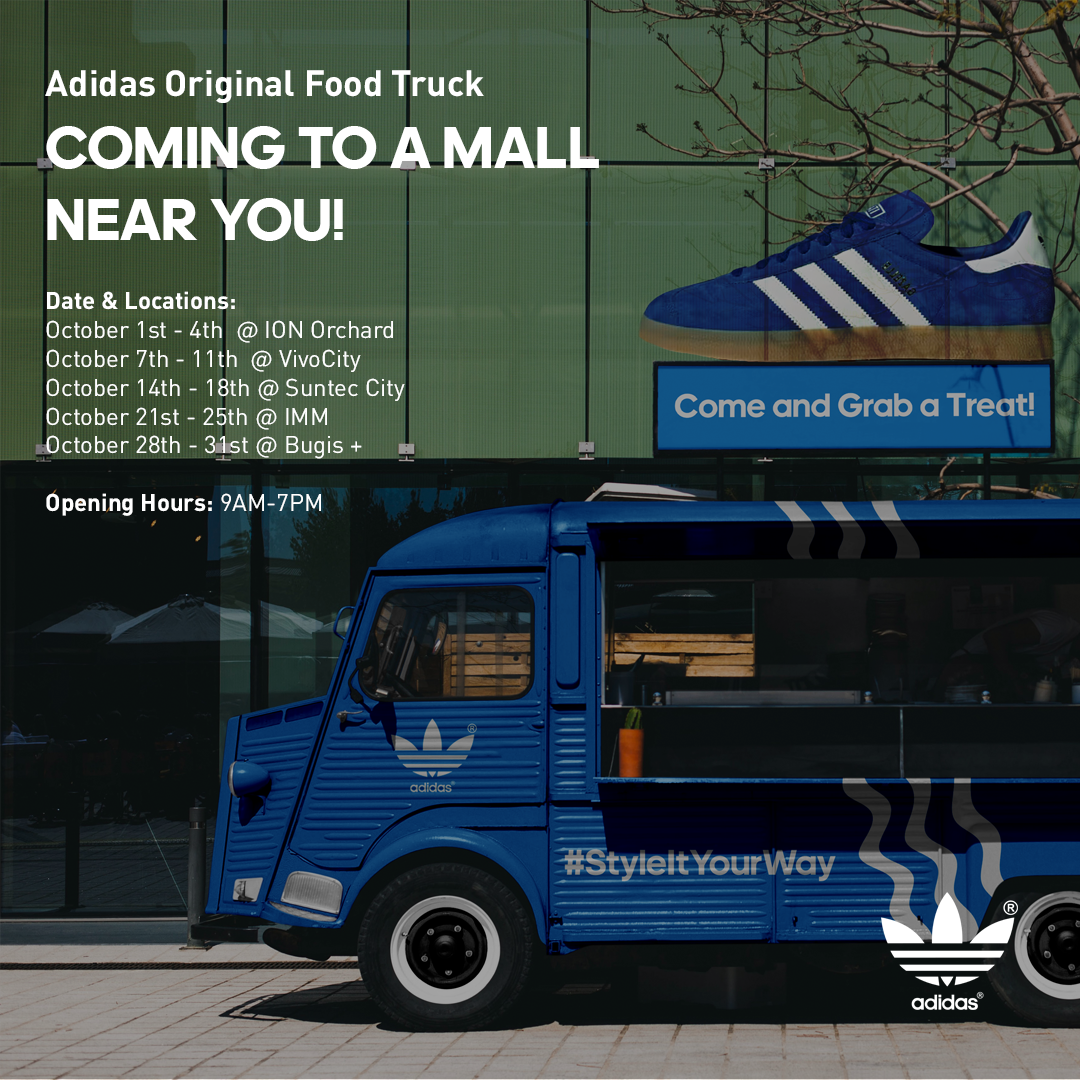 Adidas Original Food Truck
COMING TO A MALL
NEAR YOU!
Date & Locations:
October 1st - 4th @ ION Orchard
October 7th - 11th @ VivoCity
October 14th - 18th @ Suntec City
October 21st - 25th @ IMM
October 28th - 31st @ Bugis +
Opening Hours: 9AM-7PM
Come and Grab a Treat!
®
adidas®
#StyleItYourWay
®
adidas®